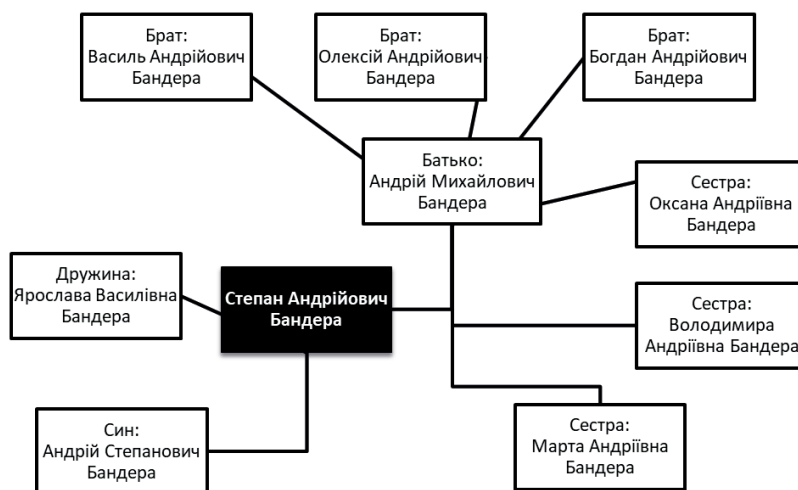 Брат:
Василь Андрійович
Бандера
Брат:
Олексій Андрійович
Бандера
Брат:
Богдан Андрійович
Бандера
Батько:
Андрій Михайлович
Бандера
Сестра:
Оксана Андріївна
Бандера
Дружина:
Ярослава Василівна
Бандера
Степан Андрійович
Бандера
Сестра:
Володимира
Андріївна Бандера
Син:
Андрій Степанович
Бандера
Сестра:
Марта Андріївна
Бандера